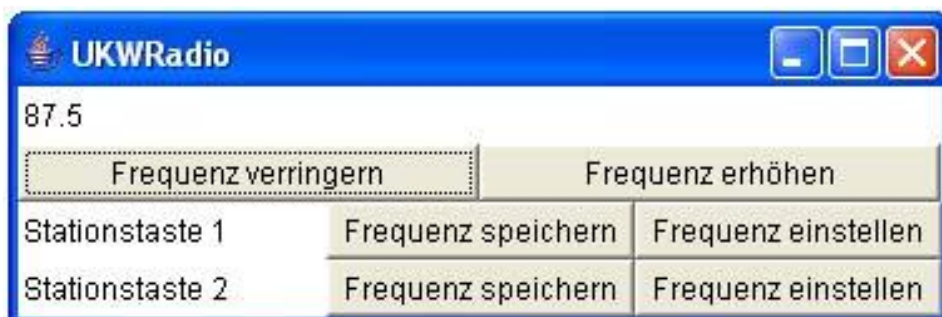 UKWRadio
87.5
Frequenz verringern Frequenz erhöhen
Stationstaste 1 Frequenz speichern Frequenz einstellen
Stationstaste 2 Frequenz speichern Frequenz einstellen